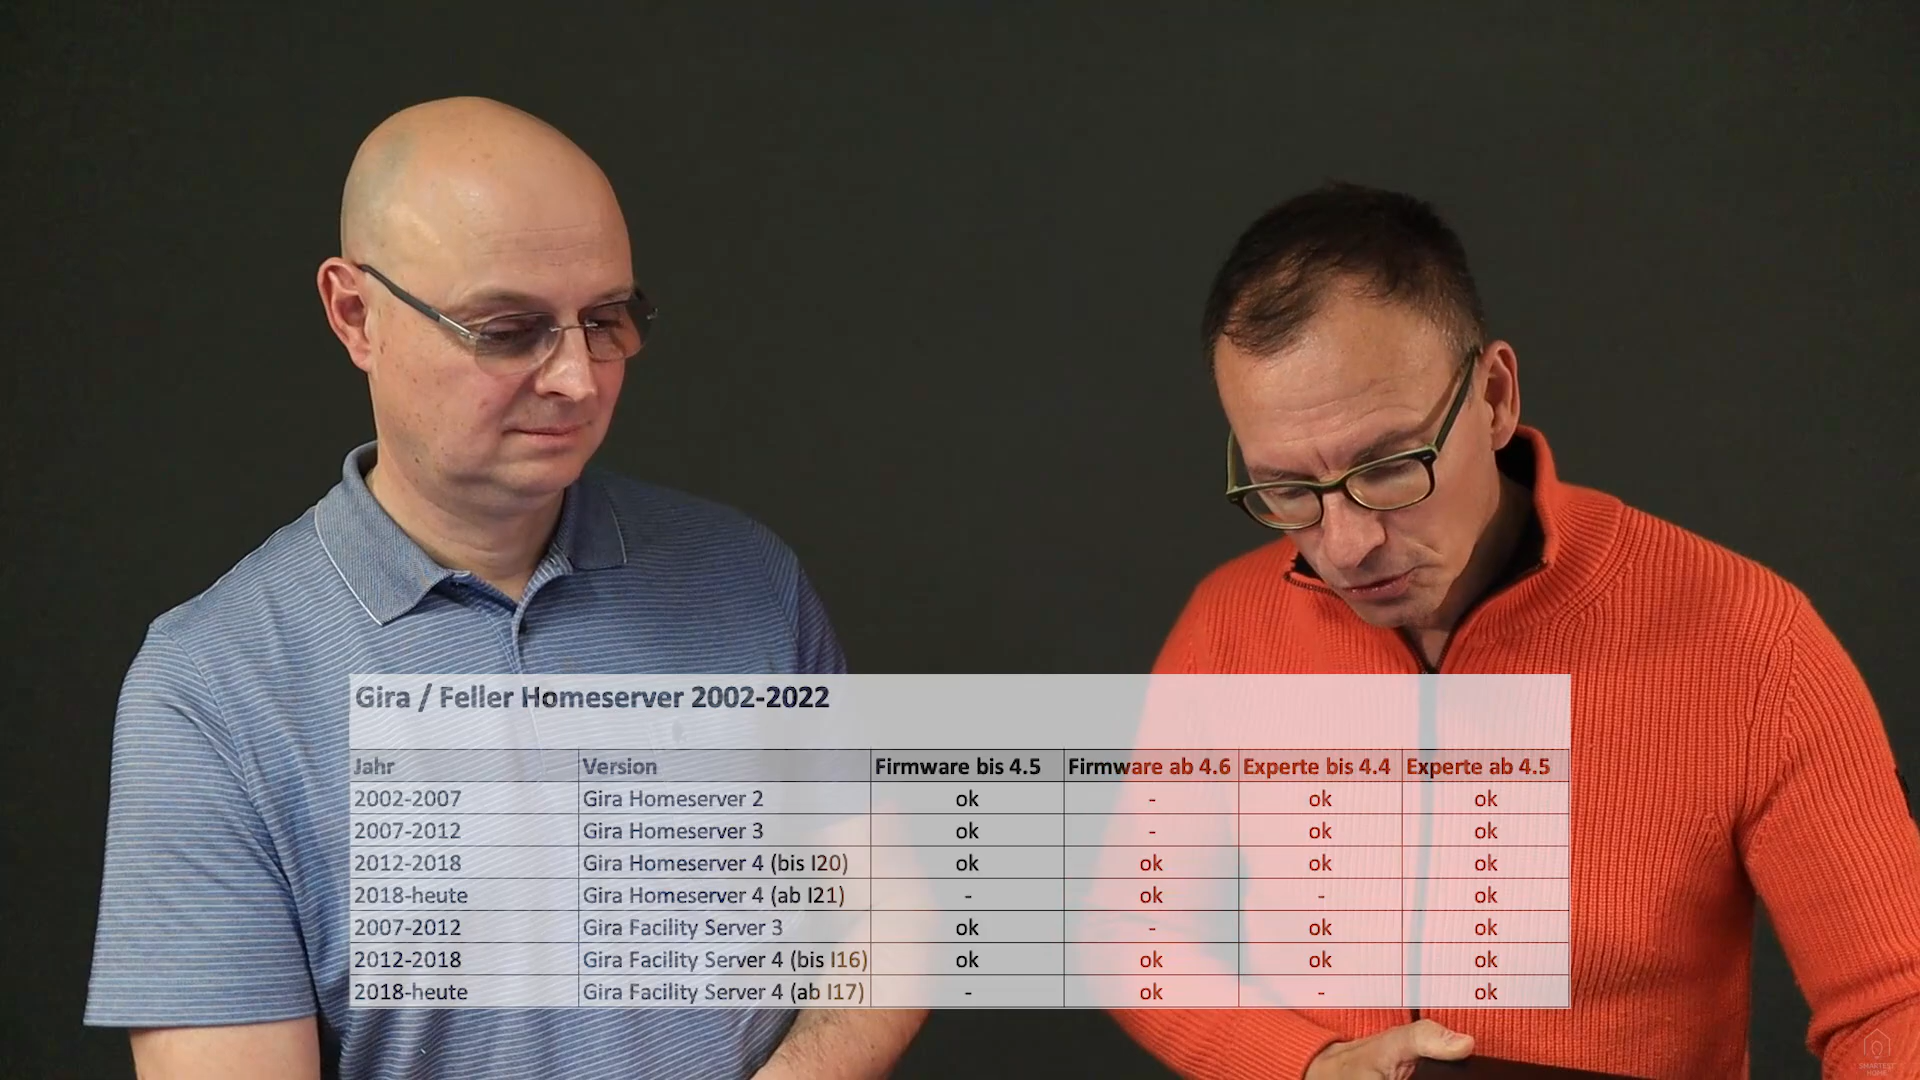 Gira / Feller Homeserver 2002-2022
Jahr Version Firmware bis 4.5 Firmware ab 4.6 Experte bis 4.4 Experte ab 4.5
2002-2007 Gira Homeserver 2 ok - ok ok
2007-2012 Gira Homeserver 3 ok - ok ok
2012-2018 Gira Homeserver 4 (bis I20) ok ok ok ok
2018-heute Gira Homeserver 4 (ab I21) - ok - ok
2007-2012 Gira Facility Server 3 ok - ok ok
2012-2018 Gira Facility Server 4 (bis I16) ok ok ok ok
2018-heute Gira Facility Server 4 (ab I17) - ok - ok
SMARTEST
HOME